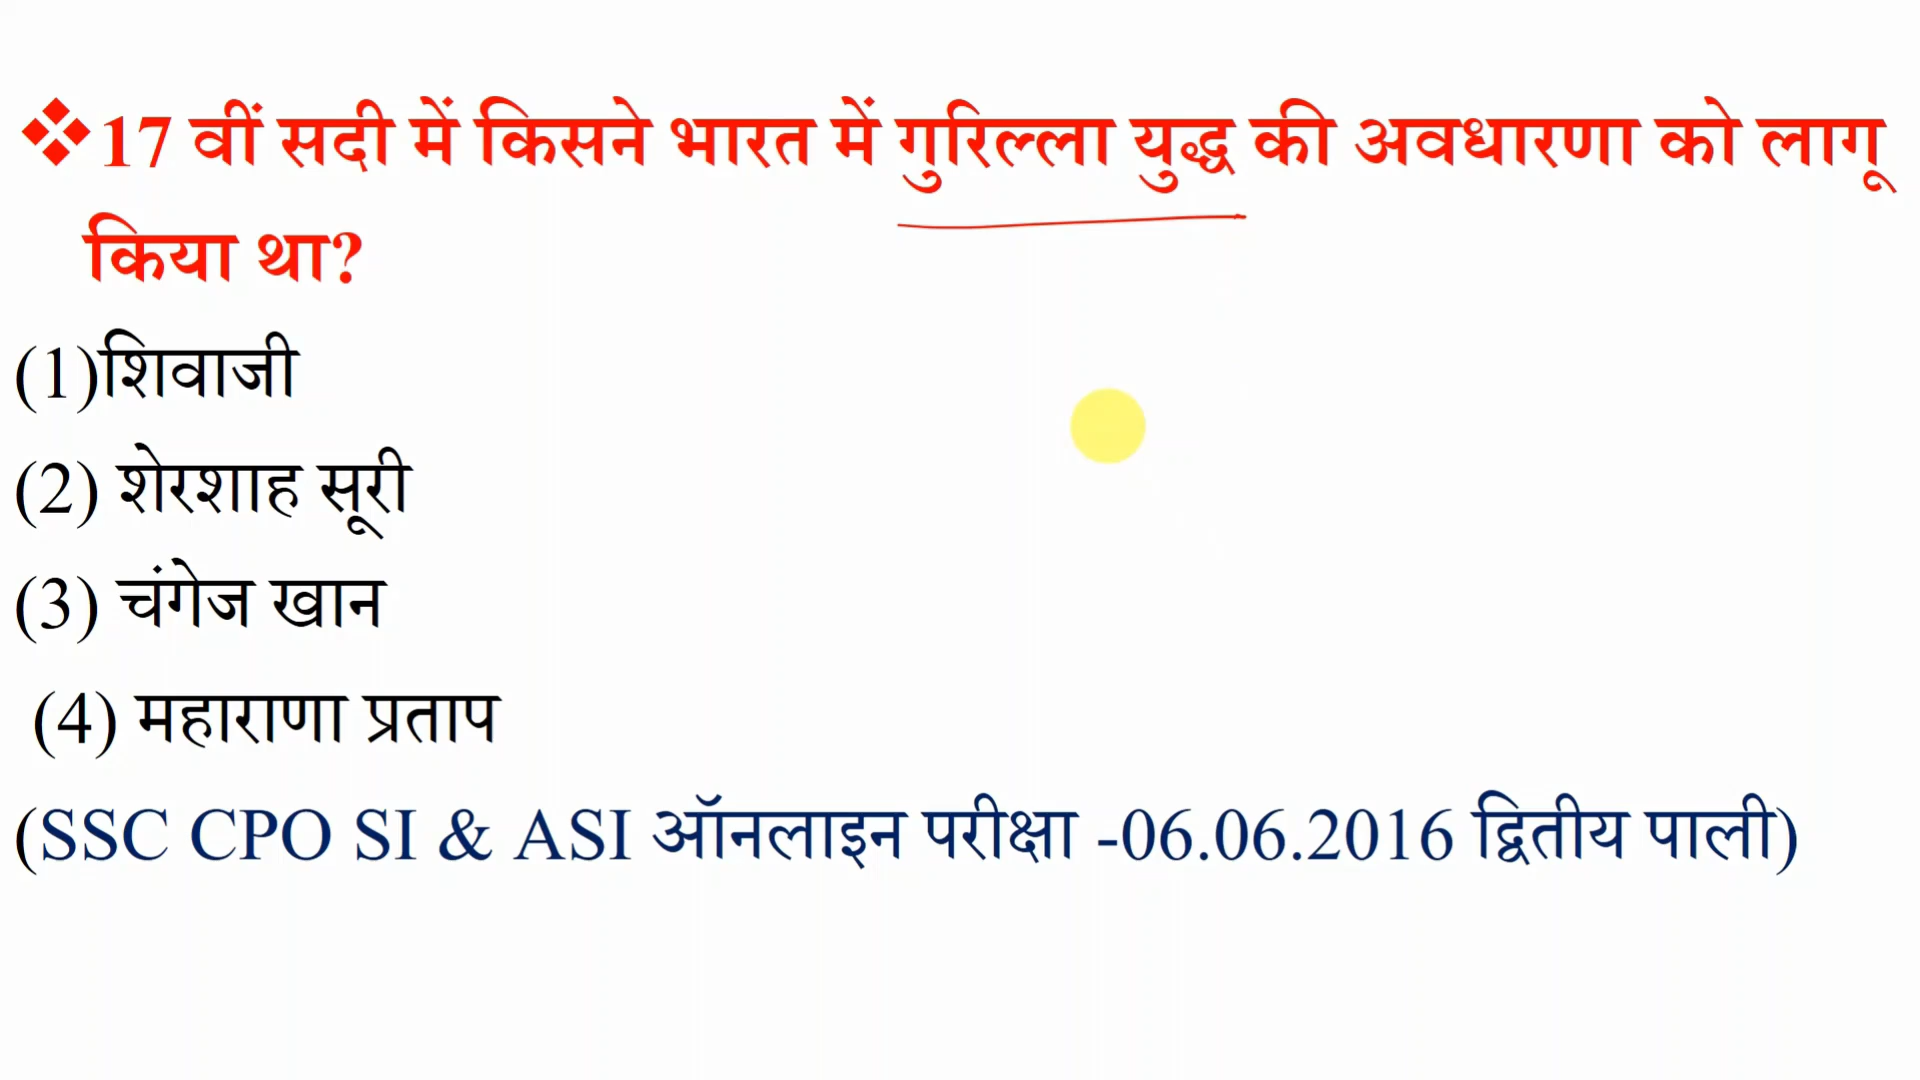 ❖17 वीं सदी में किसने भारत में गुरिल्ला युद्ध की अवधारणा को लागू
किया था?
(1)शिवाजी
(2) शेरशाह सूरी
(3) चंगेज खान
(4) महाराणा प्रताप
(SSC CPO SI & ASI ऑनलाइन परीक्षा -06.06.2016 द्वितीय पाली)